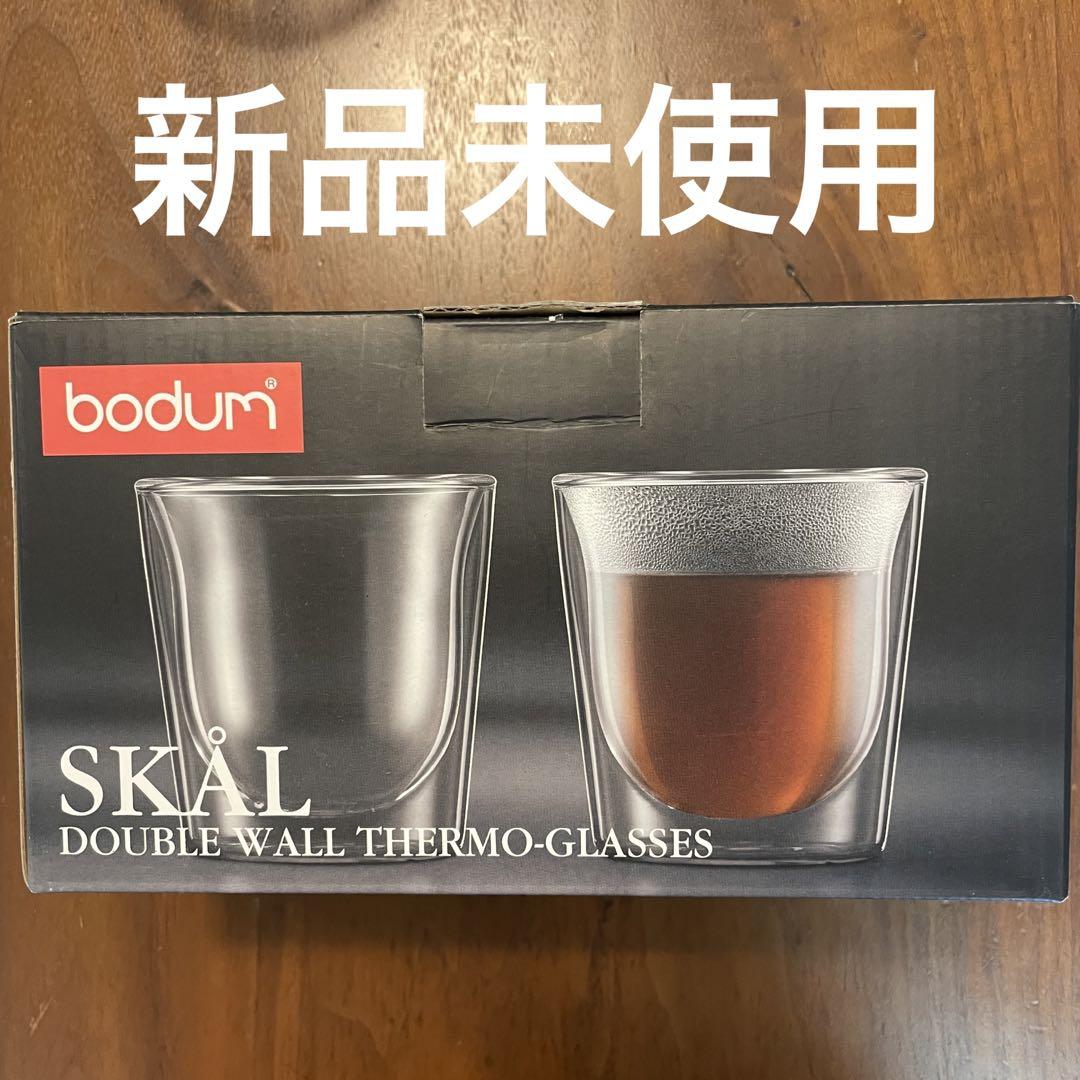 新品未使用
bodum®
SKÅL
DOUBLE WALL THERMO-GLASSES